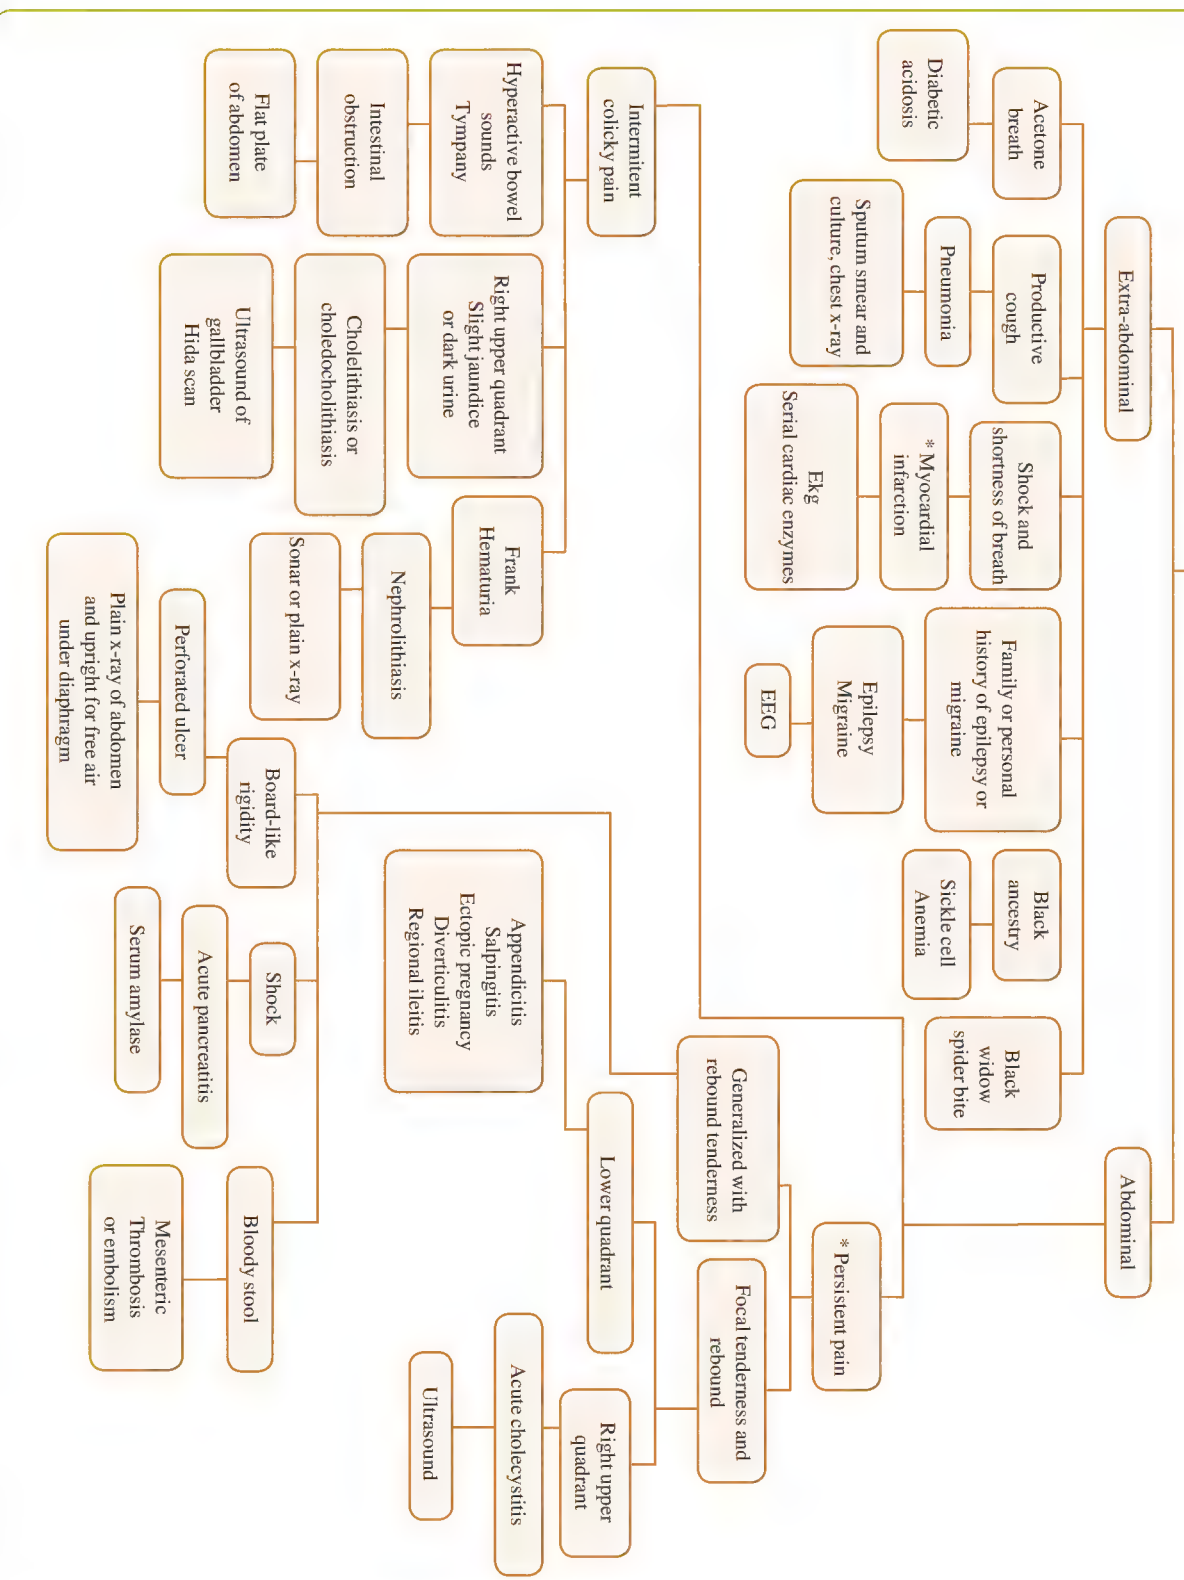 Extra-abdominal
Abdominal
Acetone
breath
Productive
cough
Shock and
shortness of breath
Family or personal
history of epilepsy or
migraine
Black
ancestry
Black
widow
spider bite
Diabetic
acidosis
Pneumonia
* Myocardial
infarction
Epilepsy
Migraine
Sickle cell
Anemia
Sputum smear and
culture, chest x-ray
Ekg
Serial cardiac enzymes
EEG
* Persistent pain
Intermitent
colicky pain
Generalized with
rebound tenderness
Focal tenderness and
rebound
Hyperactive bowel
sounds
Tympany
Right upper quadrant
Slight jaundice
or dark urine
Frank
Hematuria
Lower quadrant
Right upper
quadrant
Intestinal
obstruction
Cholelithiasis or
choledocholithiasis
Nephrolithiasis
Appendicitis
Salpingitis
Ectopic pregnancy
Diverticulitis
Regional ileitis
Acute cholecystitis
Flat plate
of abdomen
Ultrasound of
gallbladder
Hida scan
Sonar or plain x-ray
Ultrasound
Board-like
rigidity
Shock
Bloody stool
Perforated ulcer
Acute pancreatitis
Mesenteric
Thrombosis
or embolism
Plain x-ray of abdomen
and upright for free air
under diaphragm
Serum amylase